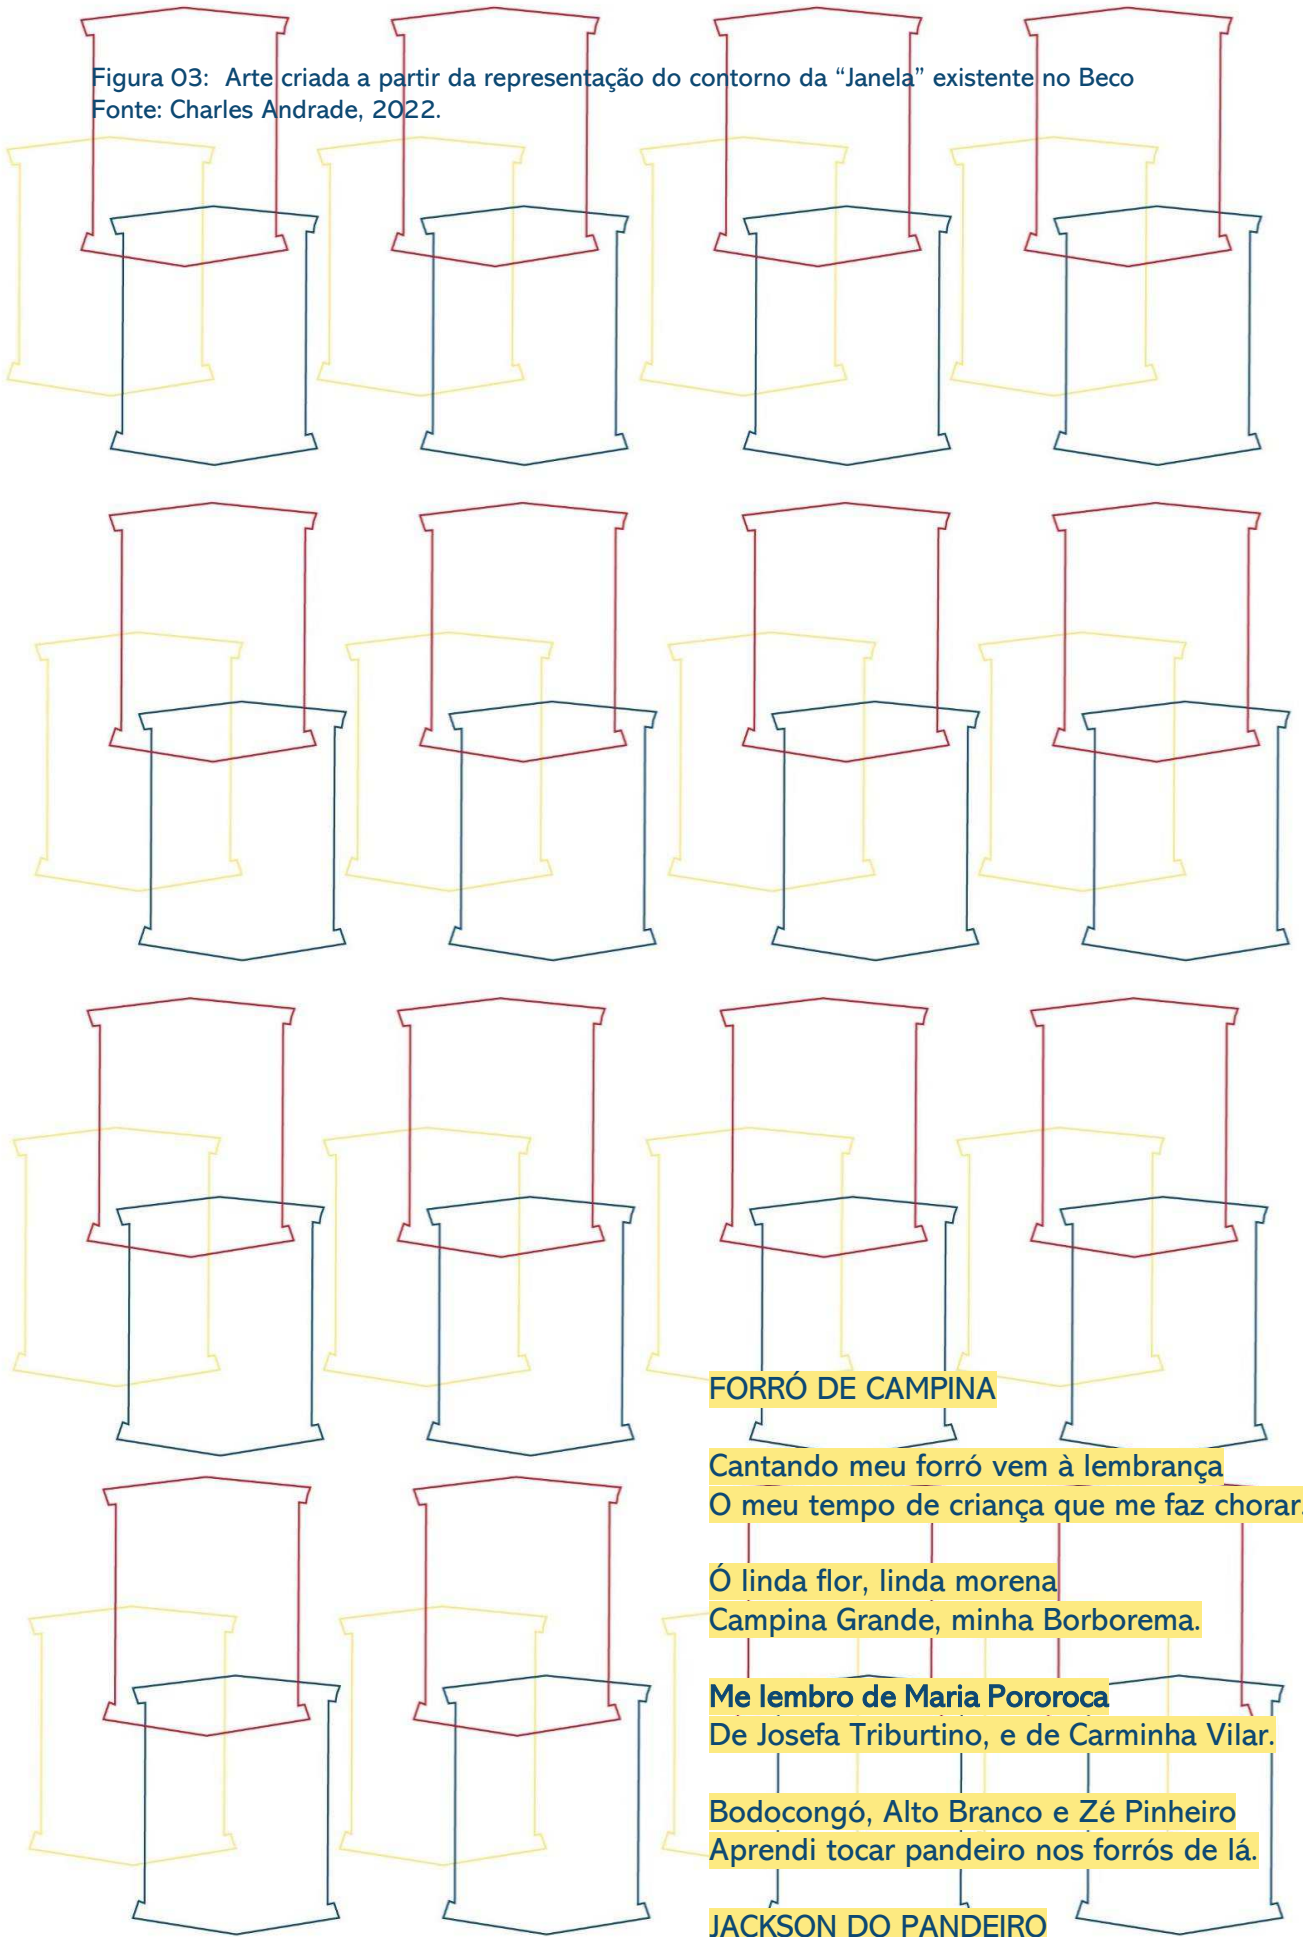 Figura 03:  Arte criada a partir da representação do contorno da “Janela” existente no Beco
Fonte: Charles Andrade, 2022.
FORRÓ DE CAMPINA
Cantando meu forró vem à lembrança
O meu tempo de criança que me faz chorar.
Ó linda flor, linda morena
Campina Grande, minha Borborema.
Me lembro de Maria Pororoca
De Josefa Triburtino, e de Carminha Vilar.
Bodocongó, Alto Branco e Zé Pinheiro
Aprendi tocar pandeiro nos forrós de lá.
JACKSON DO PANDEIRO